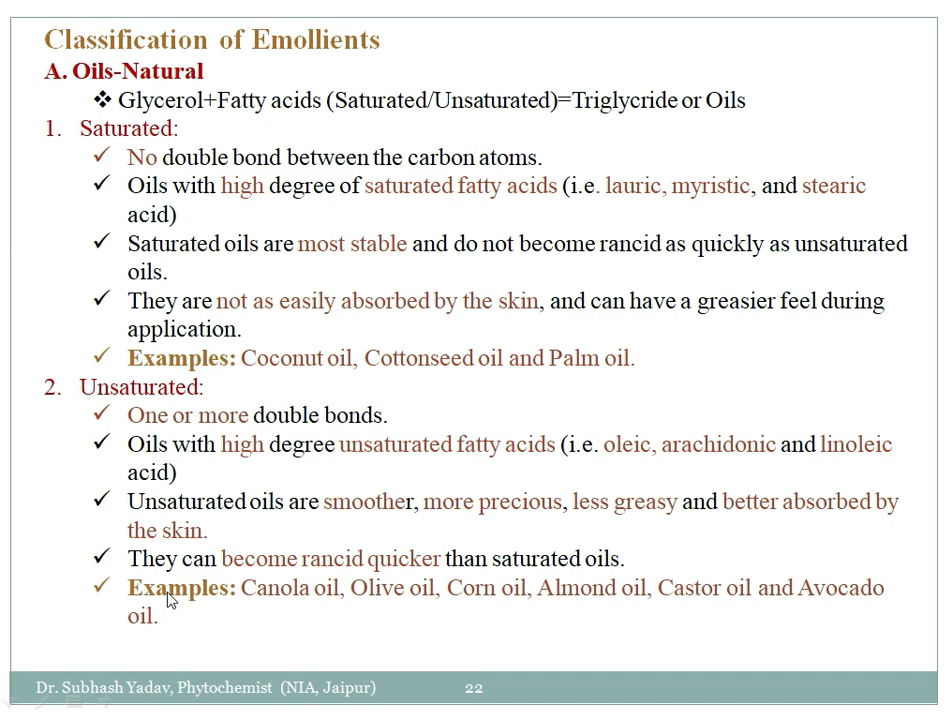 Classification of Emollients
A. Oils-Natural
❖ Glycerol+Fatty acids (Saturated/Unsaturated)=Triglycride or Oils
1. Saturated:
✓ No double bond between the carbon atoms.
✓ Oils with high degree of saturated fatty acids (i.e. lauric, myristic, and stearic
acid)
✓ Saturated oils are most stable and do not become rancid as quickly as unsaturated
oils.
✓ They are not as easily absorbed by the skin, and can have a greasier feel during
application.
✓ Examples: Coconut oil, Cottonseed oil and Palm oil.
2. Unsaturated:
✓ One or more double bonds.
✓ Oils with high degree unsaturated fatty acids (i.e. oleic, arachidonic and linoleic
acid)
✓ Unsaturated oils are smoother, more precious, less greasy and better absorbed by
the skin.
✓ They can become rancid quicker than saturated oils.
✓ Examples: Canola oil, Olive oil, Corn oil, Almond oil, Castor oil and Avocado
oil.
Dr. Subhash Yadav, Phytochemist (NIA, Jaipur) 22